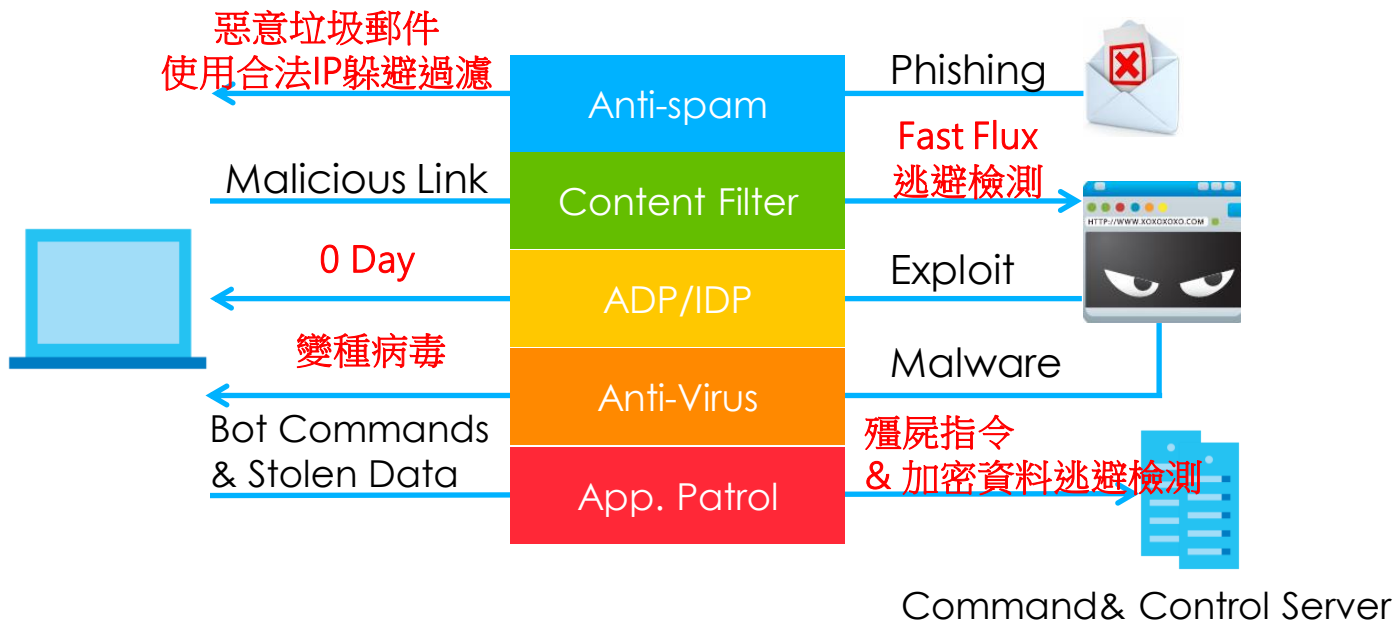 惡意垃圾郵件
使用合法IP躲避過濾
Anti-spam
Phishing
Malicious Link
Content Filter
Fast Flux
逃避檢測
HTTP://WWW.XOXOXOXO.COM
0 Day
ADP/IDP
Exploit
變種病毒
Anti-Virus
Malware
Bot Commands
& Stolen Data
App. Patrol
殭屍指令
& 加密資料逃避檢測
Command& Control Server